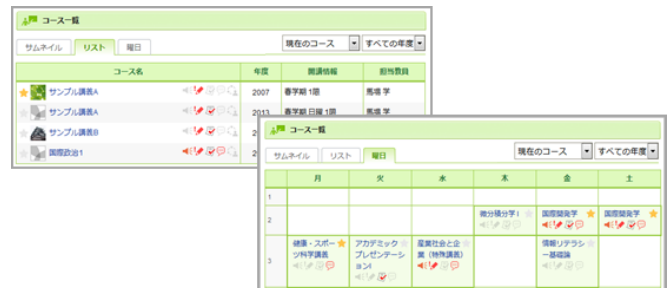 コース一覧
サムネイル リスト 曜日 現在のコース すべての年度
コース名 年度 開講情報 担当教員
サンプル講義A 2007 春学期 1限 馬場 学
サンプル講義A 2013 春学期 日曜 1限 馬場 学
サンプル講義B
国際政治1
コース一覧
サムネイル リスト 曜日 現在のコース すべての年度
月 火 水 木 金 土
1
2 微分積分学I 国際開発学 国際開発学
3 健康・スポー アカデミック 産業社会と企 情報リテラシ
ツ科学講義 プレゼンテーシ 業（特殊講義） ー基礎論
ョンI